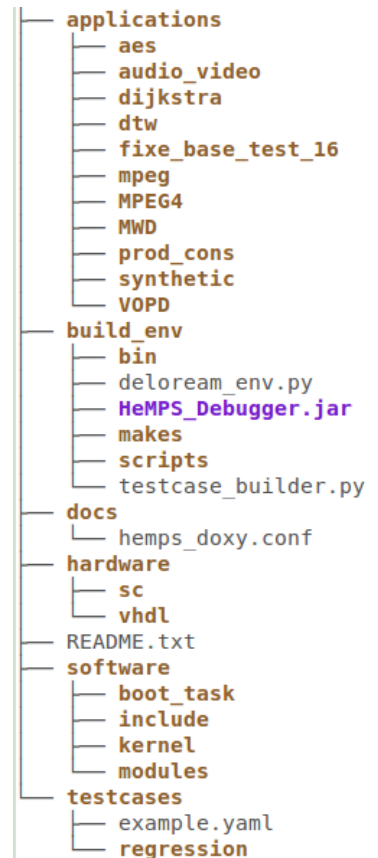 applications
aes
audio_video
dijkstra
dtw
fixe_base_test_16
mpeg
MPEG4
MWD
prod_cons
synthetic
VOPD
build_env
bin
deloream_env.py
HeMPS_Debugger.jar
makes
scripts
testcase_builder.py
docs
hemps_doxy.conf
hardware
sc
vhdl
README.txt
software
boot_task
include
kernel
modules
testcases
example.yaml
regression